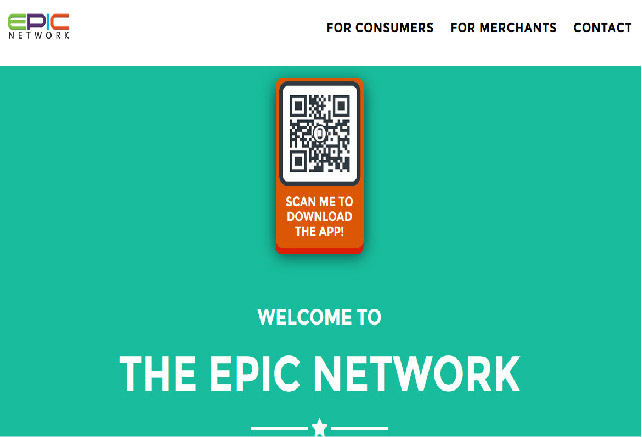 EPIC
NETWORK
FOR CONSUMERS FOR MERCHANTS CONTACT
SCAN ME TO
DOWNLOAD
THE APP!
WELCOME TO
THE EPIC NETWORK